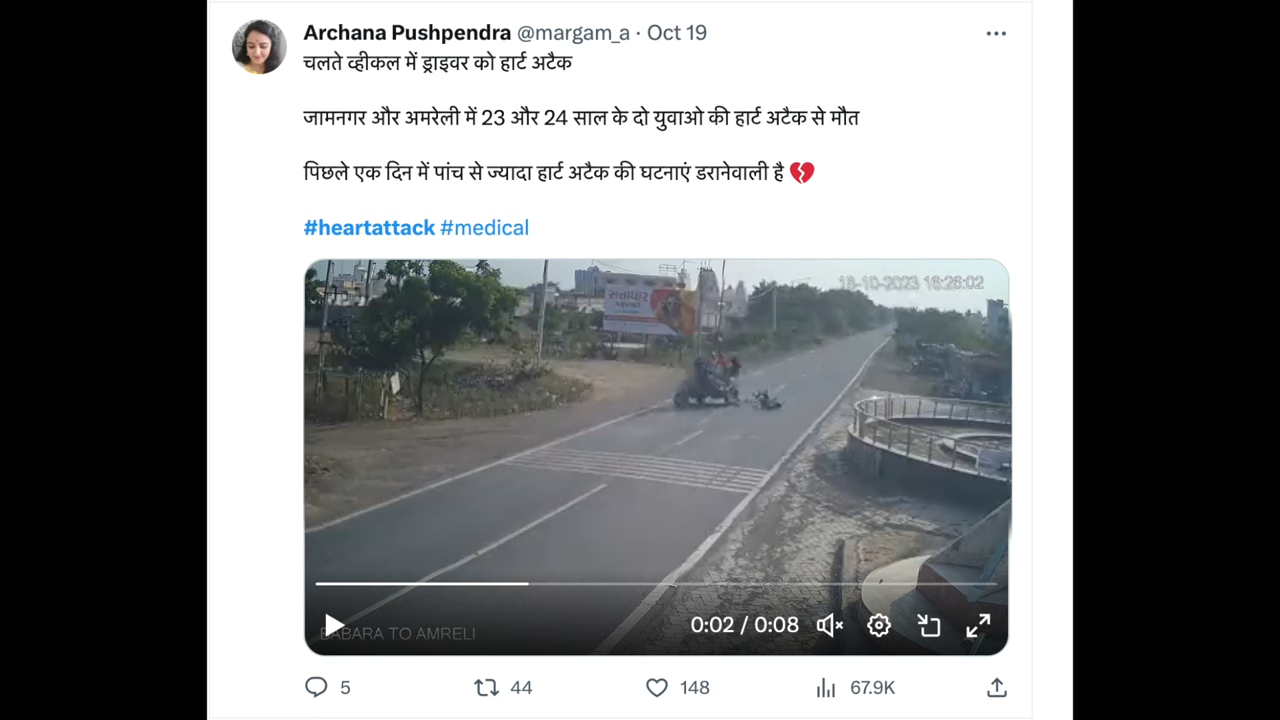 Archana Pushpendra @margam_a · Oct 19
चलते व्हीकल में ड्राइवर को हार्ट अटैक
जामनगर और अमरेली में 23 और 24 साल के दो युवाओ की हार्ट अटैक से मौत
पिछले एक दिन में पांच से ज्यादा हार्ट अटैक की घटनाएं डरानेवाली है 💔
#heartattack #medical
18-10-2023 16:26:02
સત્તાધાર
0:02 / 0:08
BABARA TO AMRELI
5 44 148 67.9K